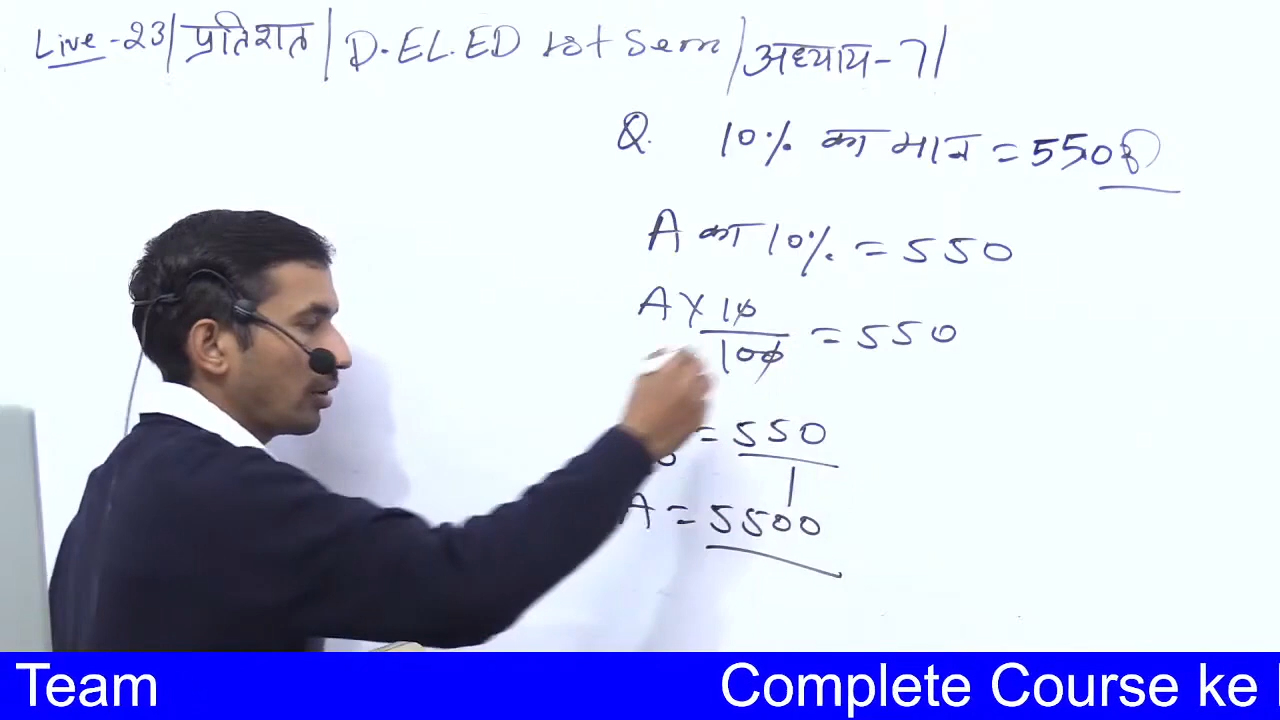 Live-23/प्रतिशत/D.EL.ED 1st Sem/अध्याय-7/
Q. 10% का मान = 550
A का 10% = 550
A X 10/100 = 550
= 550
A = 5500
Team Complete Course ke